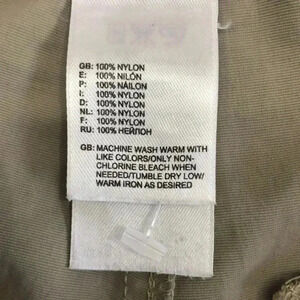 GB: 100% NYLON
E: 100% NILÓN
P: 100% NÁILON
I: 100% NYLON
D: 100% NYLON
NL: 100% NYLON
F: 100% NYLON
RU: 100% НЕЙЛОН
GB: MACHINE WASH WARM WITH
LIKE COLORS/ONLY NON-
CHLORINE BLEACH WHEN
NEEDED/TUMBLE DRY LOW/
WARM IRON AS DESIRED